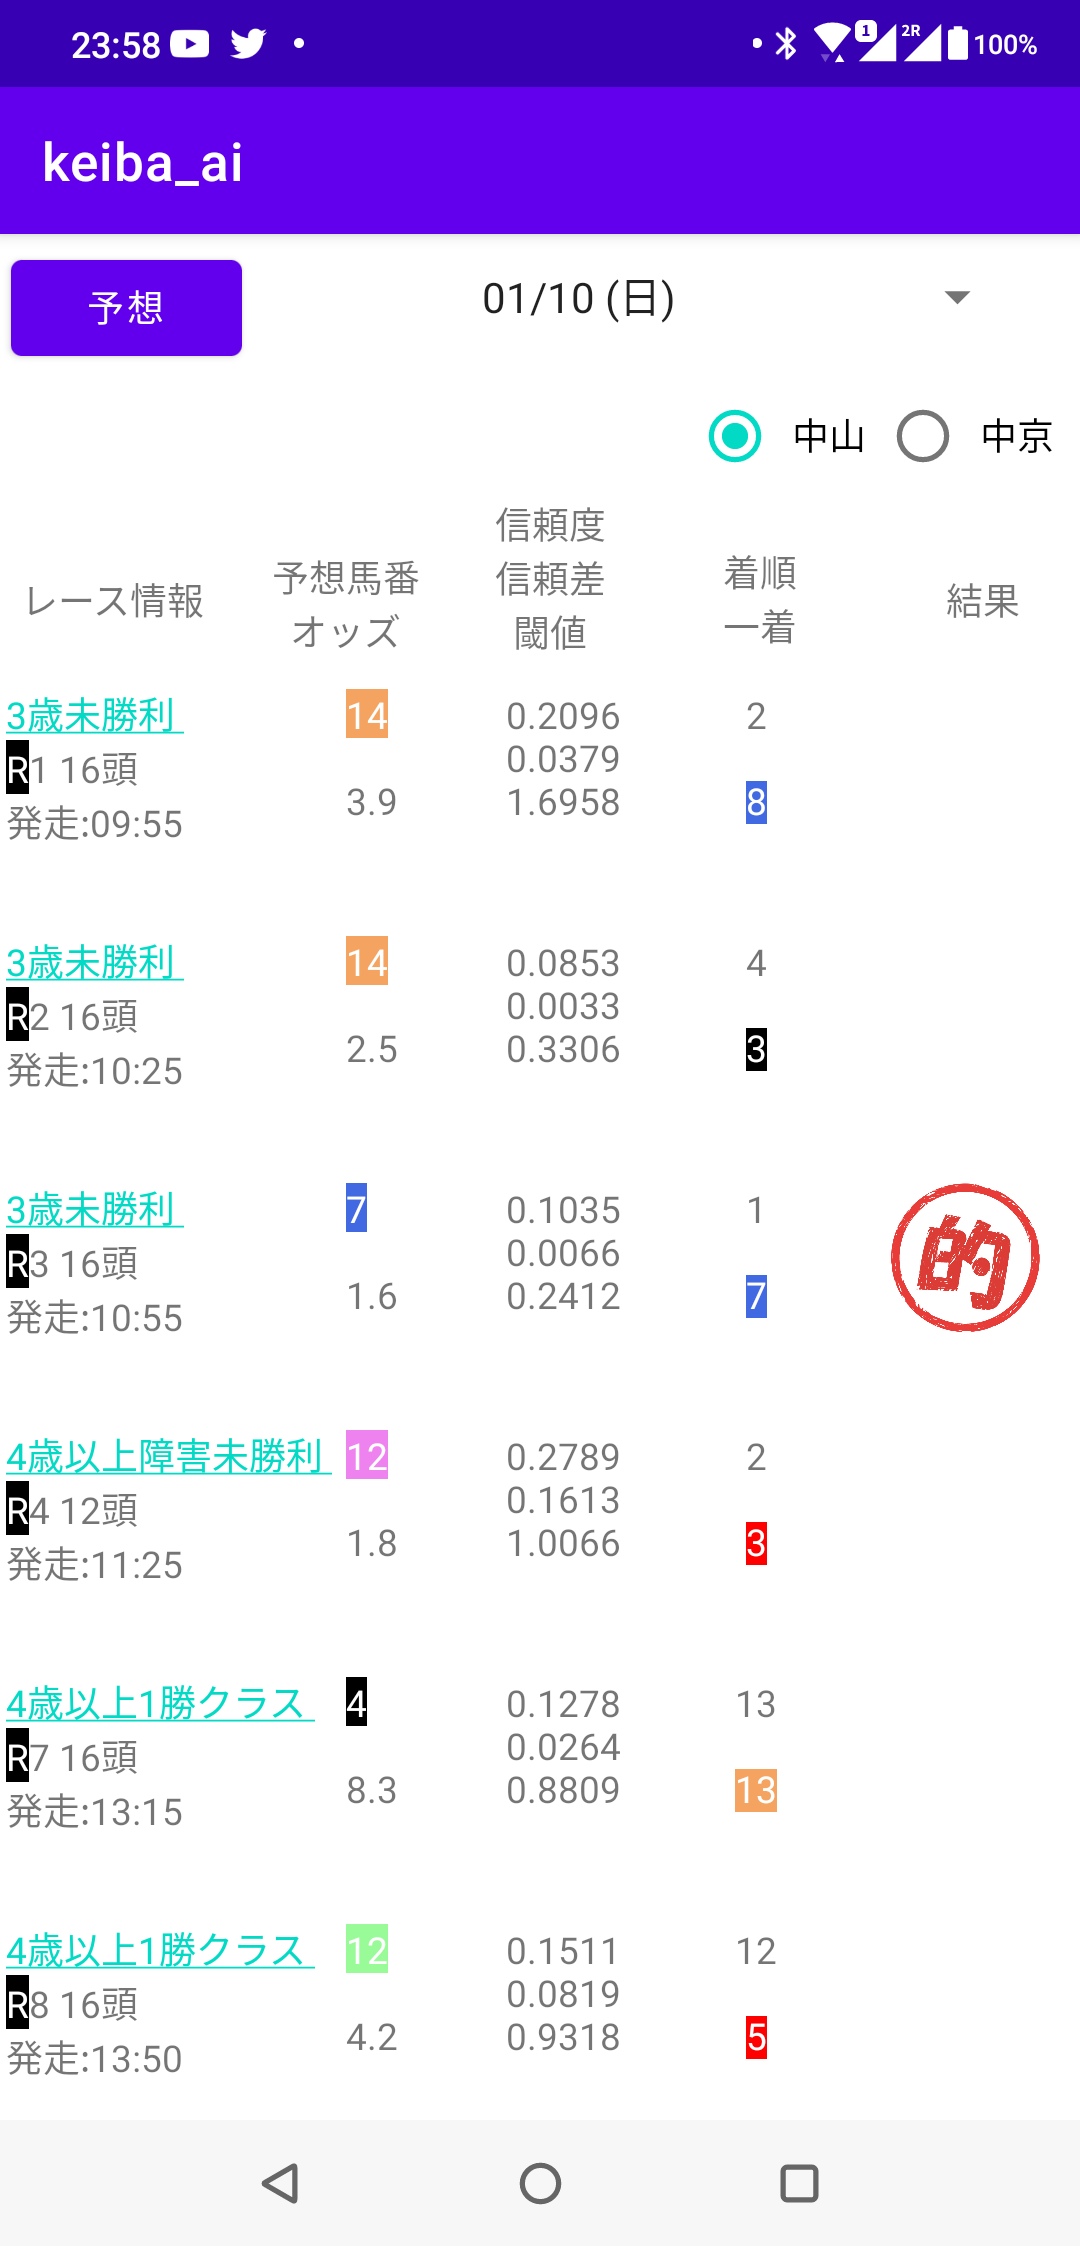 23:58
1
2R
100%
keiba_ai
予想
01/10 (日)
中山 中京
レース情報
予想馬番
オッズ
信頼度
信頼差
閾値
着順
一着
結果
3歳未勝利
R1 16頭
発走:09:55
14
3.9
0.2096
0.0379
1.6958
2
8
3歳未勝利
R2 16頭
発走:10:25
14
2.5
0.0853
0.0033
0.3306
4
3
3歳未勝利
R3 16頭
発走:10:55
7
1.6
0.1035
0.0066
0.2412
1
7
的
4歳以上障害未勝利
R4 12頭
発走:11:25
12
1.8
0.2789
0.1613
1.0066
2
3
4歳以上1勝クラス
R7 16頭
発走:13:15
4
8.3
0.1278
0.0264
0.8809
13
13
4歳以上1勝クラス
R8 16頭
発走:13:50
12
4.2
0.1511
0.0819
0.9318
12
5